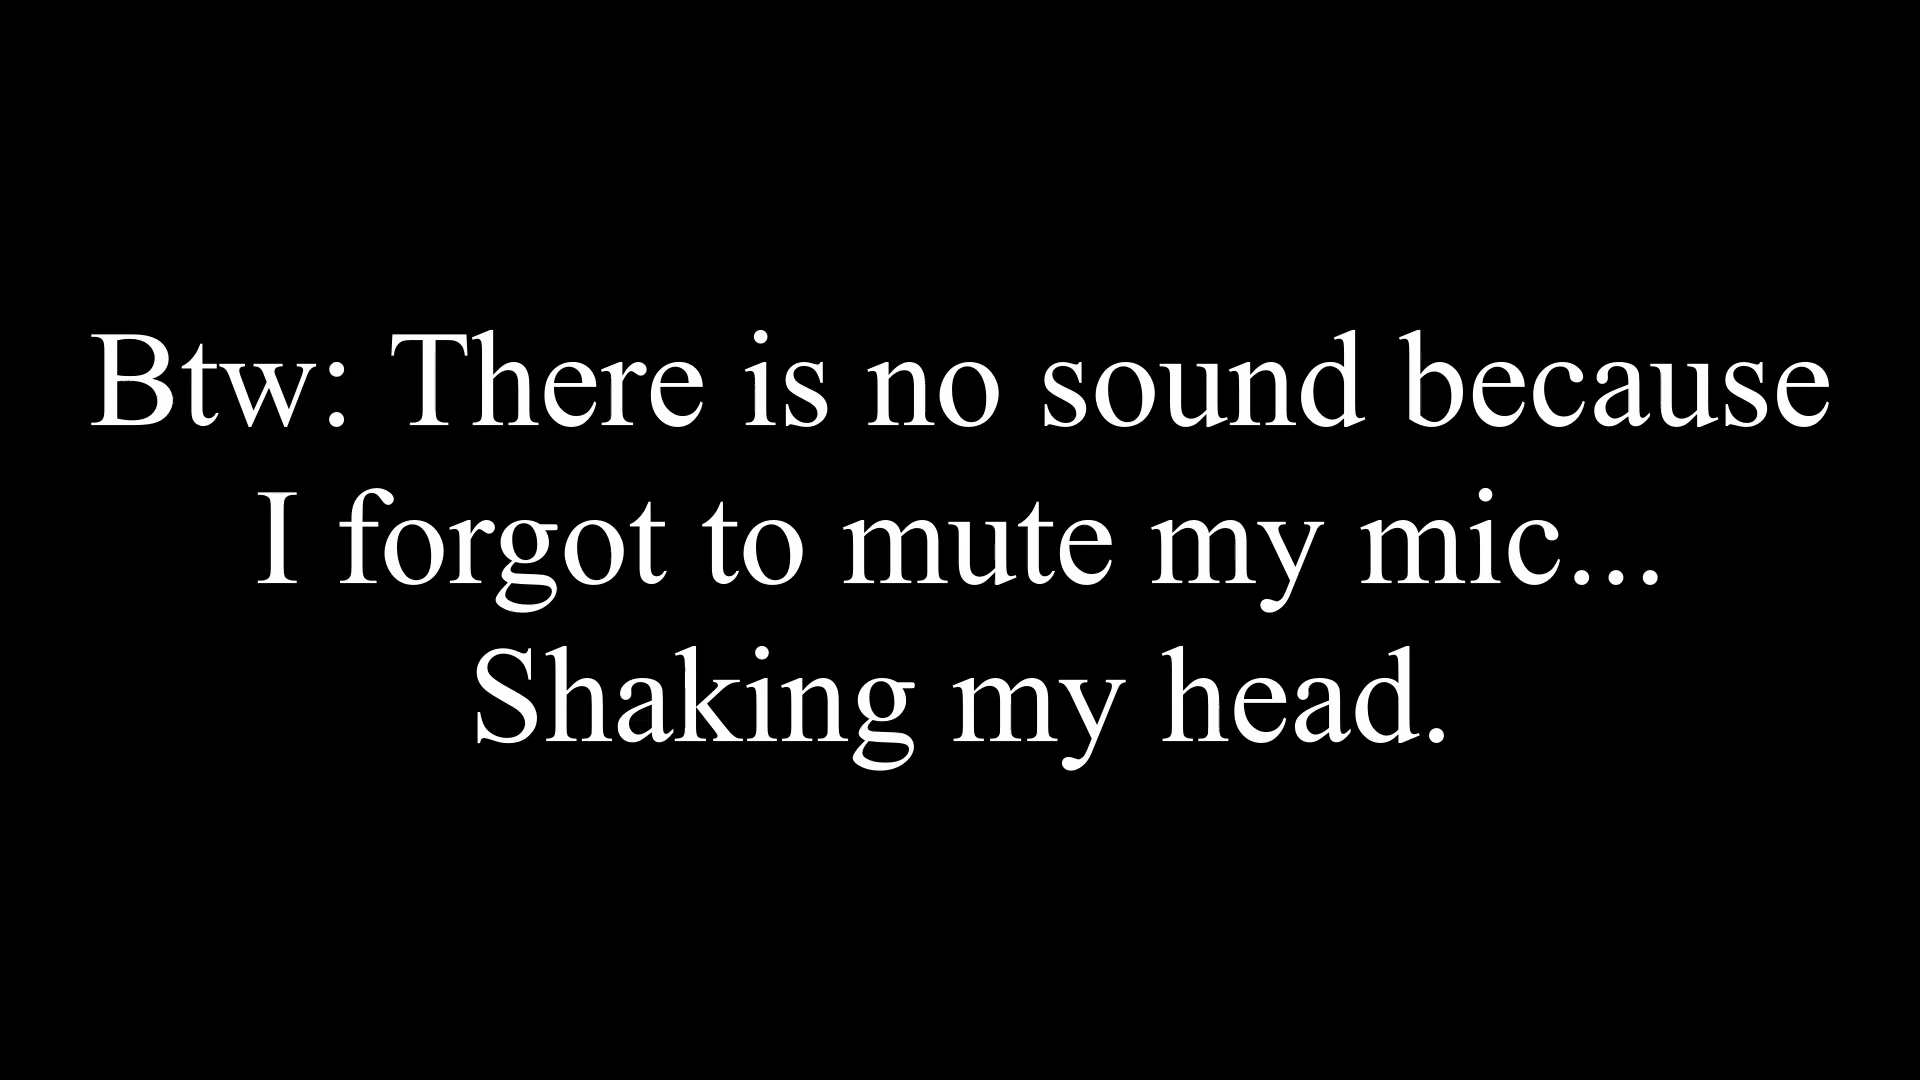 Btw: There is no sound because
I forgot to mute my mic...
Shaking my head.